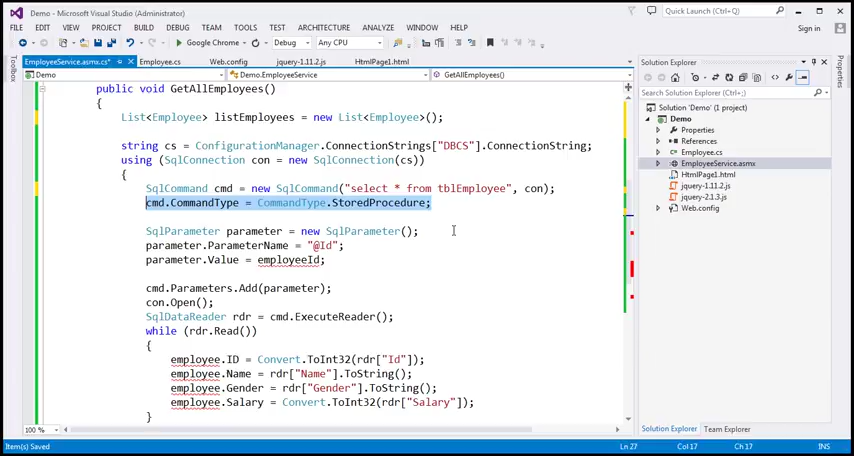 Demo - Microsoft Visual Studio (Administrator)
Quick Launch (Ctrl+Q)
FILE EDIT VIEW PROJECT BUILD DEBUG TEAM TOOLS TEST ARCHITECTURE ANALYZE WINDOW HELP
Sign in
Google Chrome Debug Any CPU
EmployeeService.asmx.cs Employee.cs Web.config jquery-1.11.2.js HtmlPage1.html
Demo Demo.EmployeeService GetAllEmployees()
Toolbox
public void GetAllEmployees()
{
List<Employee> listEmployees = new List<Employee>();
string cs = ConfigurationManager.ConnectionStrings["DBCS"].ConnectionString;
using (SqlConnection con = new SqlConnection(cs))
{
SqlCommand cmd = new SqlCommand("select * from tblEmployee", con);
cmd.CommandType = CommandType.StoredProcedure;
SqlParameter parameter = new SqlParameter();
parameter.ParameterName = "@Id";
parameter.Value = employeeId;
cmd.Parameters.Add(parameter);
con.Open();
SqlDataReader rdr = cmd.ExecuteReader();
while (rdr.Read())
{
employee.ID = Convert.ToInt32(rdr["Id"]);
employee.Name = rdr["Name"].ToString();
employee.Gender = rdr["Gender"].ToString();
employee.Salary = Convert.ToInt32(rdr["Salary"]);
}
100 %
Solution Explorer
Search Solution Explorer (Ctrl+;)
Solution 'Demo' (1 project)
Demo
Properties
References
Employee.cs
EmployeeService.asmx
HtmlPage1.html
jquery-1.11.2.js
jquery-2.1.3.js
Web.config
Solution Explorer Team Explorer
Properties
Item(s) Saved Ln 27 Col 17 Ch 17 INS